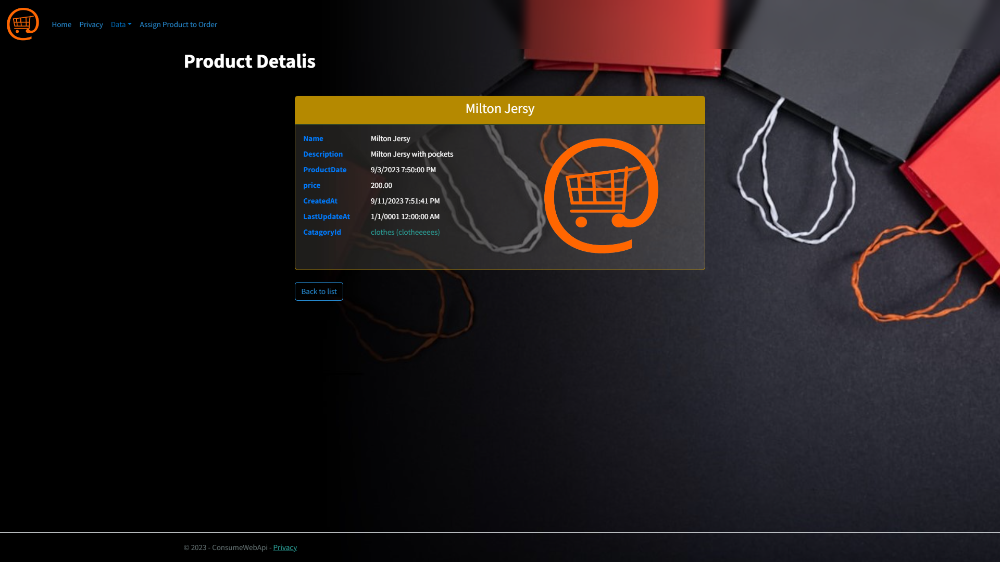 Home Privacy Data Assign Product to Order
Product Detalis
Milton Jersy
Name Milton Jersy
Description Milton Jersy with pockets
ProductDate 9/3/2023 7:50:00 PM
price 200.00
CreatedAt 9/11/2023 7:51:41 PM
LastUpdateAt 1/1/0001 12:00:00 AM
CatagoryId clothes (clotheeeees)
Back to list
© 2023 - ConsumeWebApi - Privacy